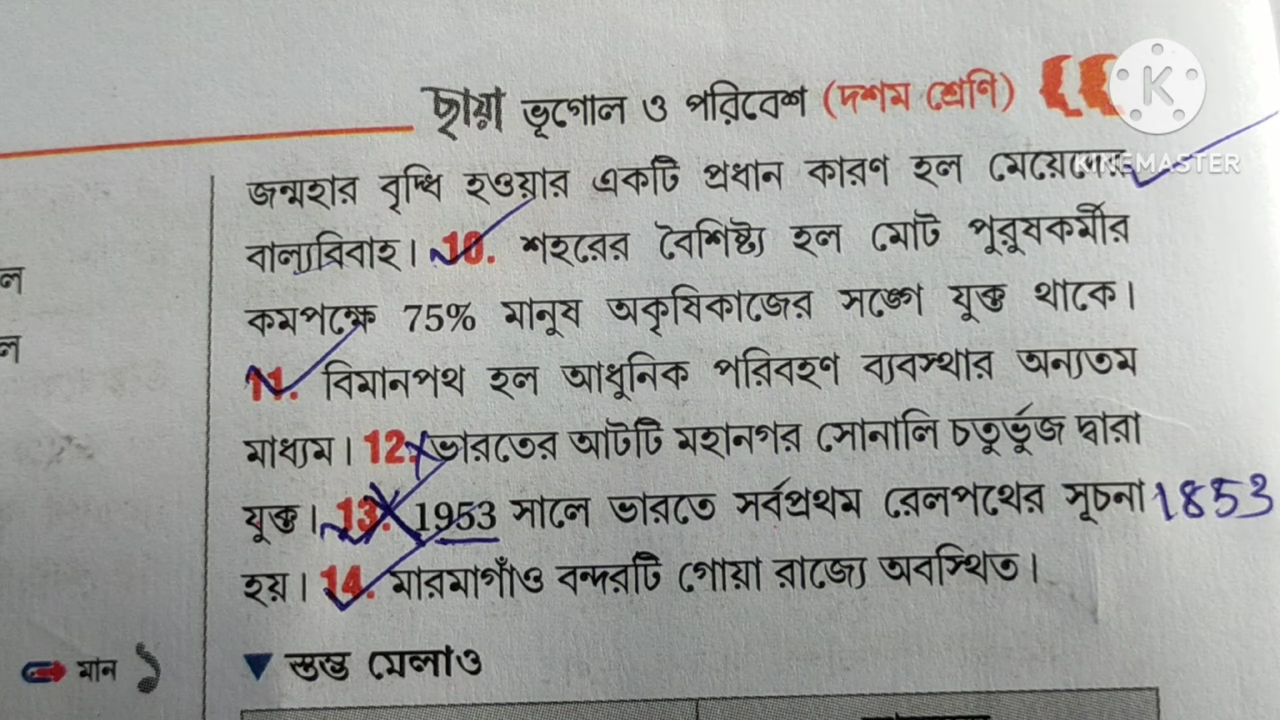 ছায়া ভূগোল ও পরিবেশ (দশম শ্রেণি)
K
KINEMASTER
জন্মহার বৃদ্ধি হওয়ার একটি প্রধান কারণ হল মেয়েদের
বাল্যবিবাহ। 10. শহরের বৈশিষ্ট্য হল মোট পুরুষকর্মীর
কমপক্ষে 75% মানুষ অকৃষিকাজের সঙ্গে যুক্ত থাকে।
11. বিমানপথ হল আধুনিক পরিবহণ ব্যবস্থার অন্যতম
মাধ্যম। 12. ভারতের আটটি মহানগর সোনালি চতুর্ভুজ দ্বারা
যুক্ত। 13. 1953 সালে ভারতে সর্বপ্রথম রেলপথের সূচনা 1853
হয়। 14. মারমাগাঁও বন্দরটি গোয়া রাজ্যে অবস্থিত।
ল
ল
মান ১
▼ স্তম্ভ মেলাও